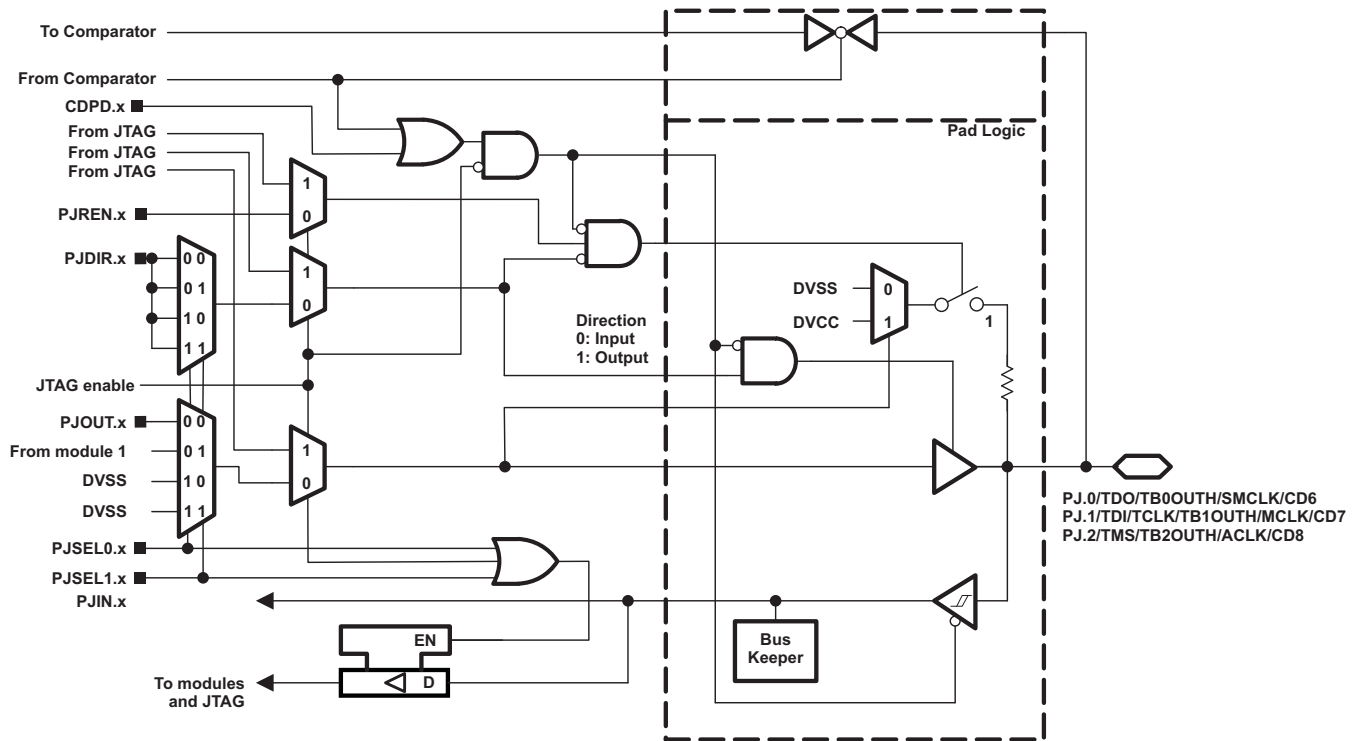 To Comparator
From Comparator
CDPD.x
From JTAG
From JTAG
From JTAG
Pad Logic
1
0
PJREN.x
PJDIR.x
0 0
0 1
1 0
1 1
1
0
DVSS
DVCC
0
1
1
Direction
0: Input
1: Output
JTAG enable
PJOUT.x
From module 1
DVSS
DVSS
0 0
0 1
1 0
1 1
1
0
PJ.0/TDO/TB0OUTH/SMCLK/CD6
PJ.1/TDI/TCLK/TB1OUTH/MCLK/CD7
PJ.2/TMS/TB2OUTH/ACLK/CD8
PJSEL0.x
PJSEL1.x
PJIN.x
Bus
Keeper
EN
D
To modules
and JTAG